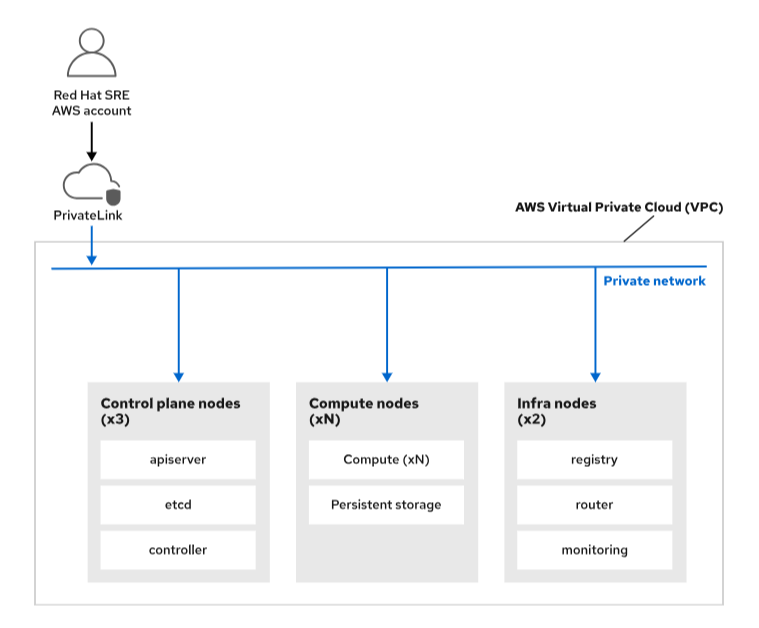 Red Hat SRE
AWS account
PrivateLink
AWS Virtual Private Cloud (VPC)
Private network
Control plane nodes
(x3)
apiserver
etcd
controller
Compute nodes
(xN)
Compute (xN)
Persistent storage
Infra nodes
(x2)
registry
router
monitoring